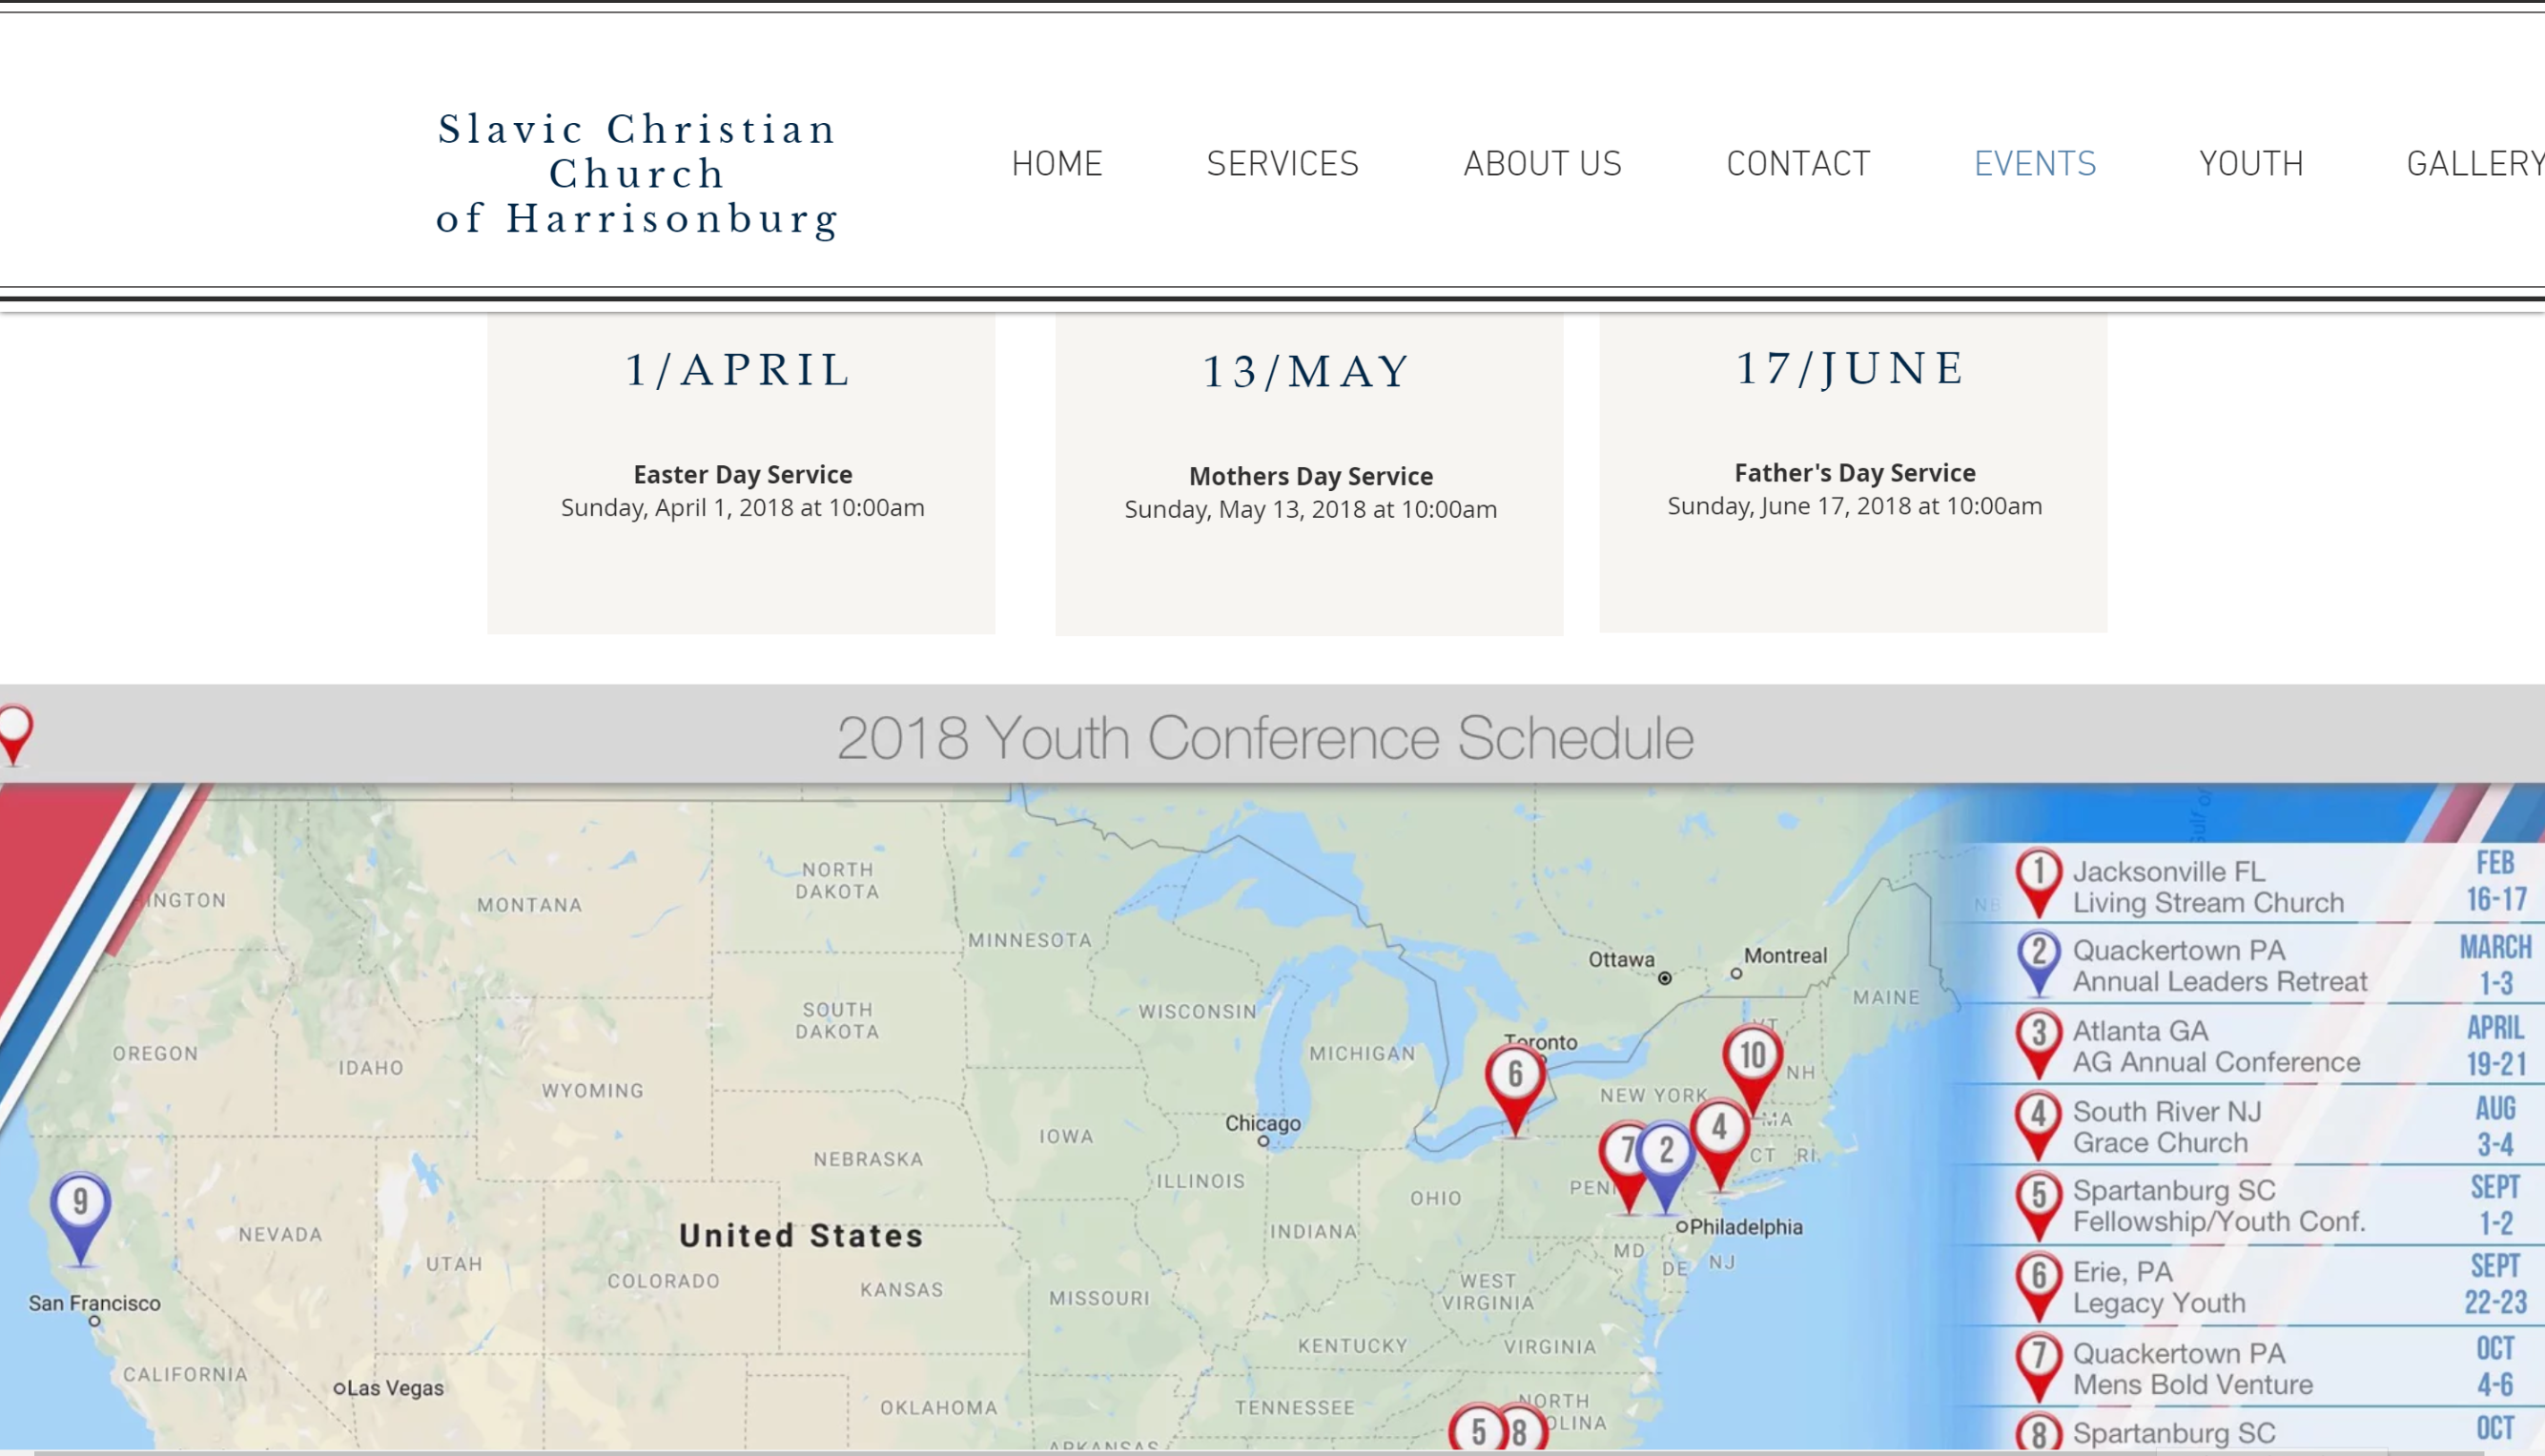 Slavic Christian
Church
of Harrisonburg
HOME
SERVICES
ABOUT US
CONTACT
EVENTS
YOUTH
GALLERY
1/APRIL
Easter Day Service
Sunday, April 1, 2018 at 10:00am
13/MAY
Mothers Day Service
Sunday, May 13, 2018 at 10:00am
17/JUNE
Father's Day Service
Sunday, June 17, 2018 at 10:00am
2018 Youth Conference Schedule
INGTON
MONTANA
NORTH
DAKOTA
MINNESOTA
SOUTH
DAKOTA
WISCONSIN
MICHIGAN
Ottawa
Montreal
MAINE
NB
VT
Toronto
OREGON
IDAHO
WYOMING
6
10
NH
NEW YORK
MA
IOWA
Chicago
4
CT
RI
NEBRASKA
ILLINOIS
OHIO
PENN
7
2
9
NEVADA
UTAH
United States
COLORADO
KANSAS
INDIANA
Philadelphia
MD
DE
NJ
San Francisco
MISSOURI
WEST
VIRGINIA
KENTUCKY
VIRGINIA
CALIFORNIA
Las Vegas
OKLAHOMA
TENNESSEE
NORTH
OLINA
5
8
ARKANSAS
Gulf of
1
Jacksonville FL
Living Stream Church
FEB
16-17
2
Quackertown PA
Annual Leaders Retreat
MARCH
1-3
3
Atlanta GA
AG Annual Conference
APRIL
19-21
4
South River NJ
Grace Church
AUG
3-4
5
Spartanburg SC
Fellowship/Youth Conf.
SEPT
1-2
6
Erie, PA
Legacy Youth
SEPT
22-23
7
Quackertown PA
Mens Bold Venture
OCT
4-6
8
Spartanburg SC
OCT